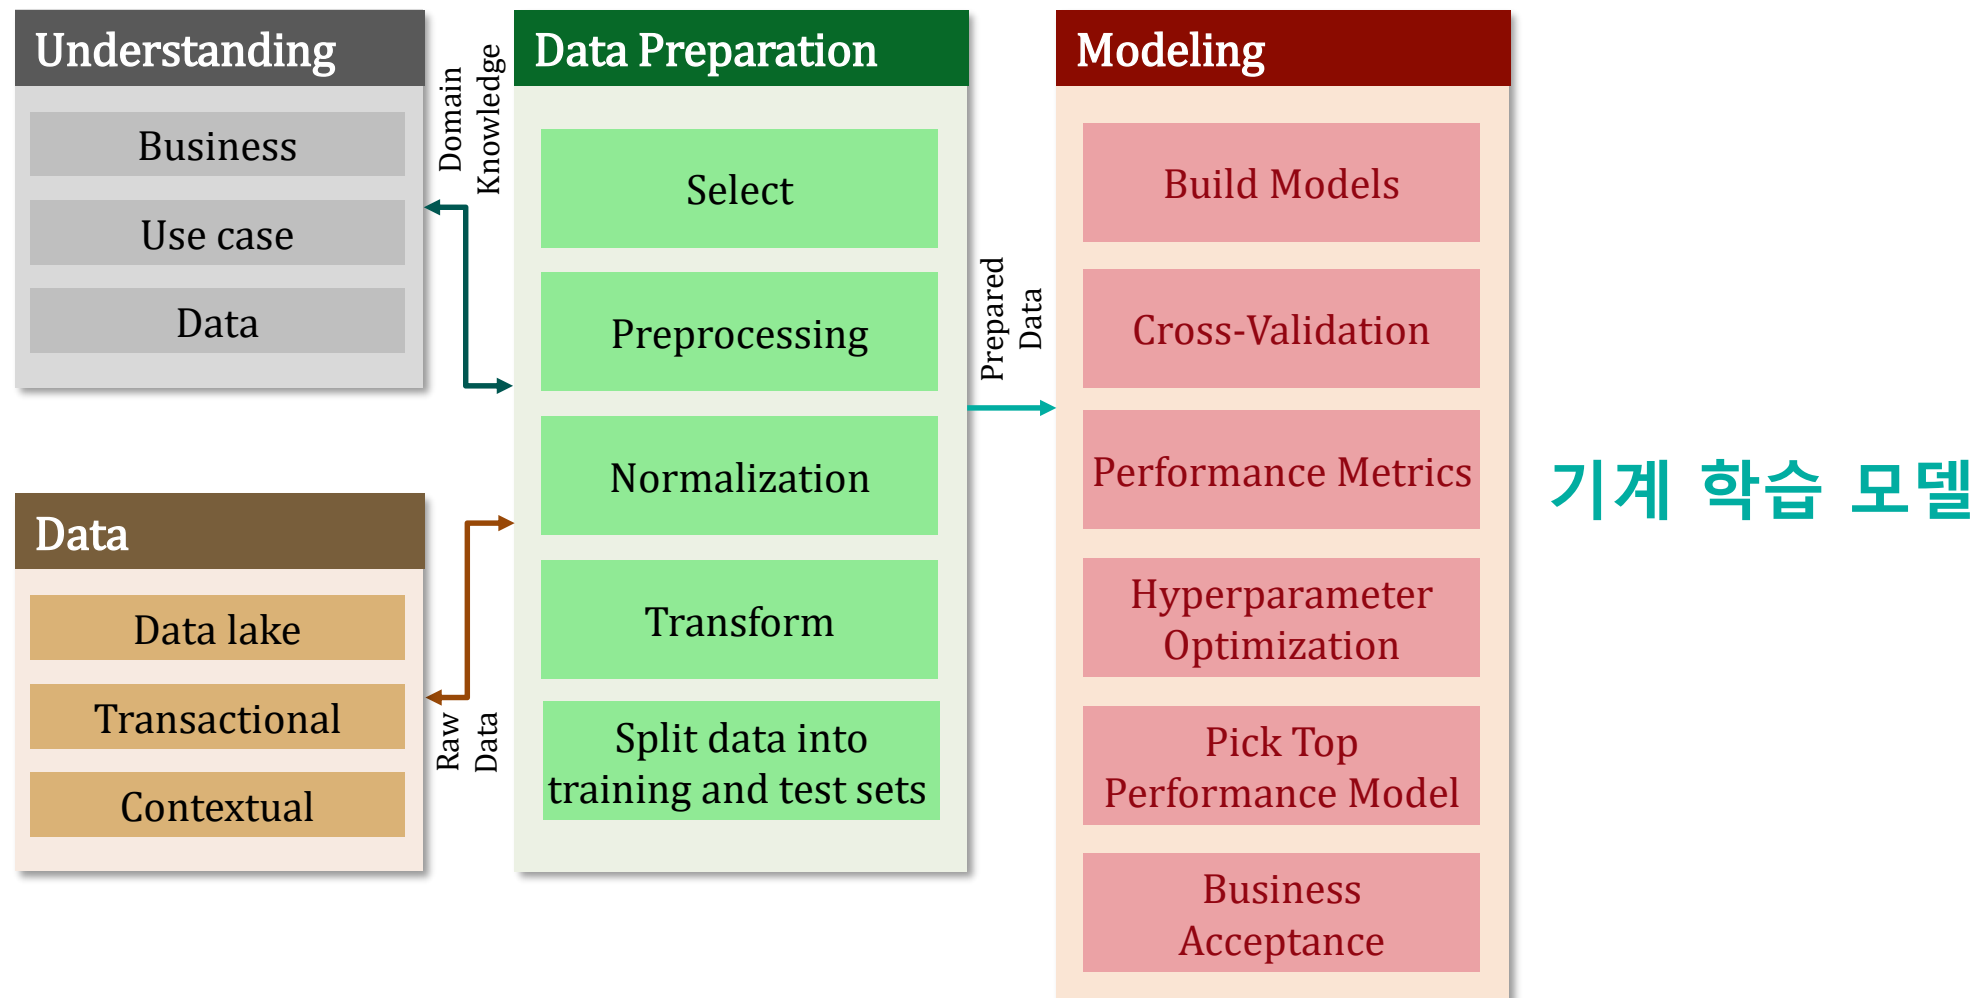 Understanding
Business
Use case
Data
Domain
Knowledge
Data
Data lake
Transactional
Contextual
Raw
Data
Data Preparation
Select
Preprocessing
Normalization
Transform
Split data into
training and test sets
Prepared
Data
Modeling
Build Models
Cross-Validation
Performance Metrics
Hyperparameter
Optimization
Pick Top
Performance Model
Business
Acceptance
기계 학습 모델